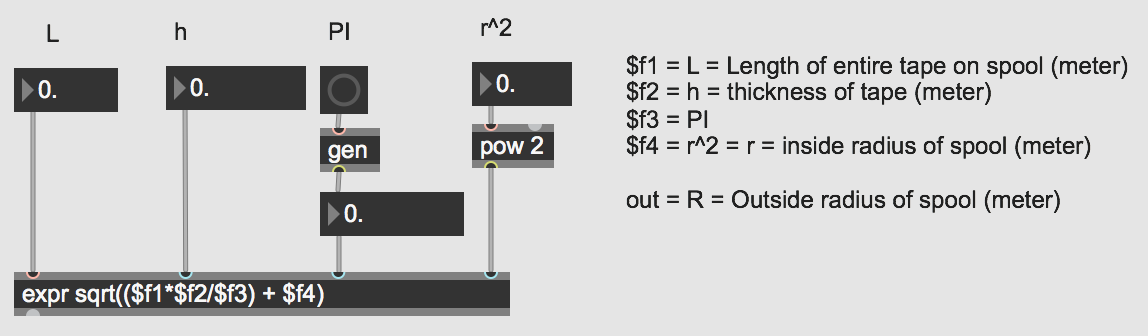 L
h
PI
r^2
0.
0.
0.
gen
pow 2
0.
expr sqrt(($f1*$f2/$f3) + $f4)
$f1 = L = Length of entire tape on spool (meter)
$f2 = h = thickness of tape (meter)
$f3 = PI
$f4 = r^2 = r = inside radius of spool (meter)
out = R = Outside radius of spool (meter)